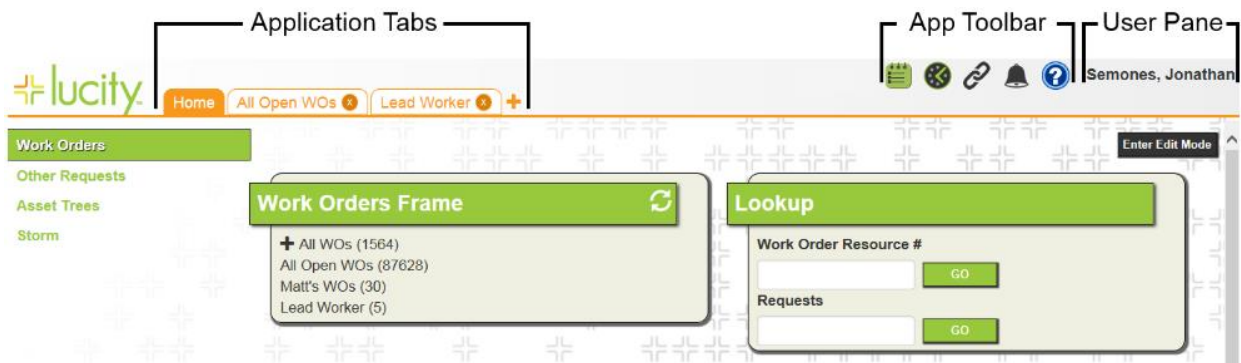 Application Tabs
App Toolbar
User Pane
lucity.
Home
All Open WOs x
Lead Worker x +
?
Semones, Jonathan
Work Orders
Other Requests
Asset Trees
Storm
Enter Edit Mode
Work Orders Frame
+ All WOs (1564)
All Open WOs (87628)
Matt's WOs (30)
Lead Worker (5)
Lookup
Work Order Resource #
GO
Requests
GO